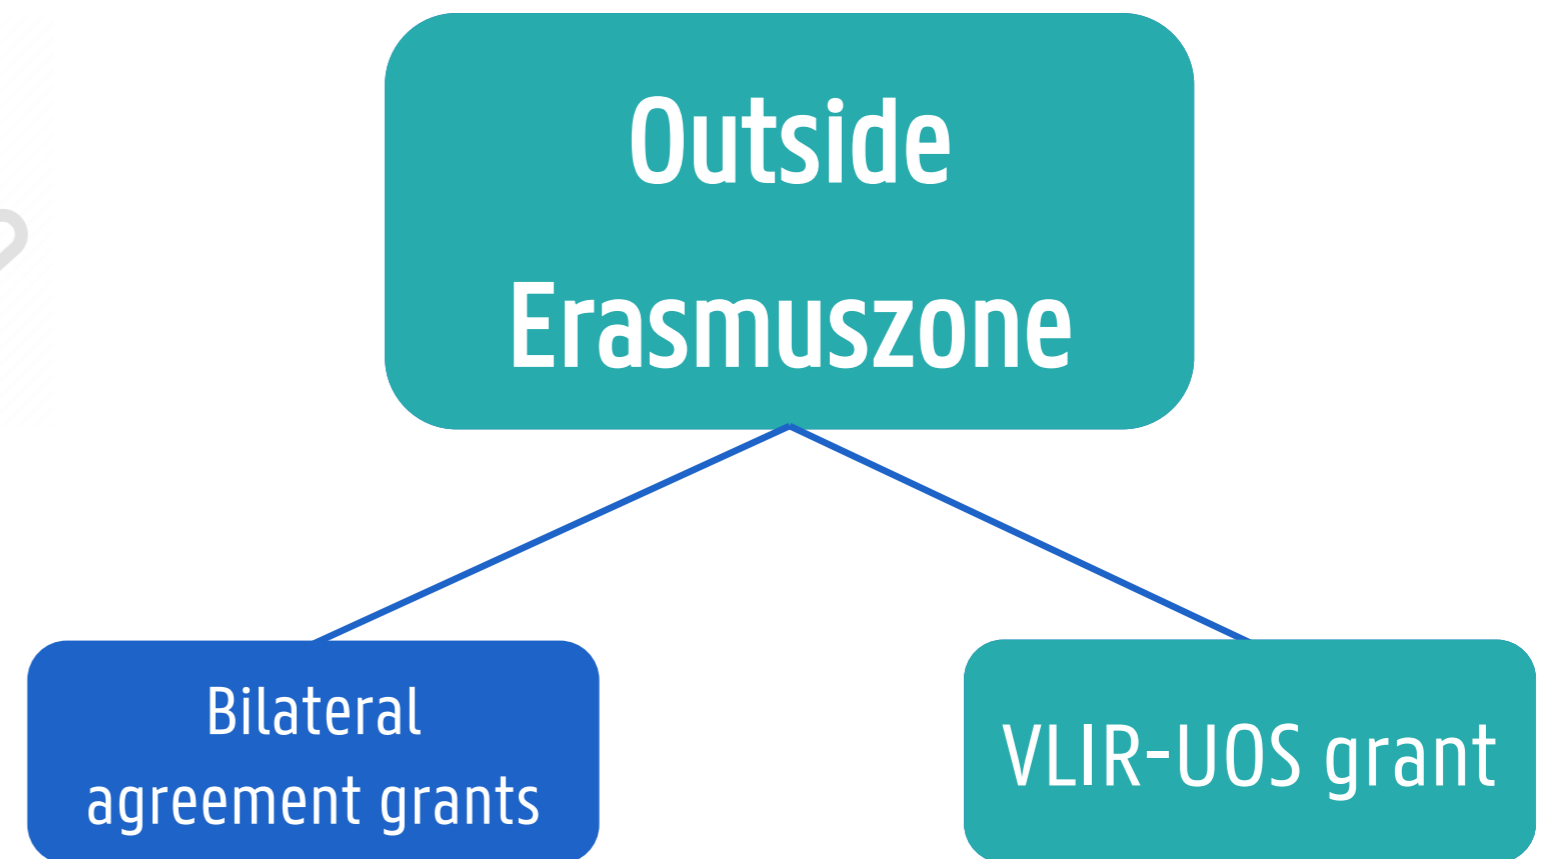 Outside
Erasmuszone
Bilateral
agreement grants
VLIR-UOS grant